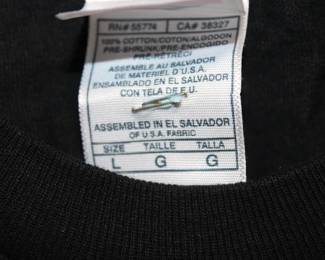 RN# 55774 CA# 38327
100% COTTON/COTON/ALGODON
PRE-SHRUNK/PRE-ENCOGIDO
PRE-RETRECI
ASSEMBLE AU SALVADOR
DE MATERIEL D'U.S.A.
ENSAMBLADO EN EL SALVADOR
CON TELA DE E.U.
ASSEMBLED IN EL SALVADOR
OF U.S.A. FABRIC
SIZE TAILLE TALLA
L G G